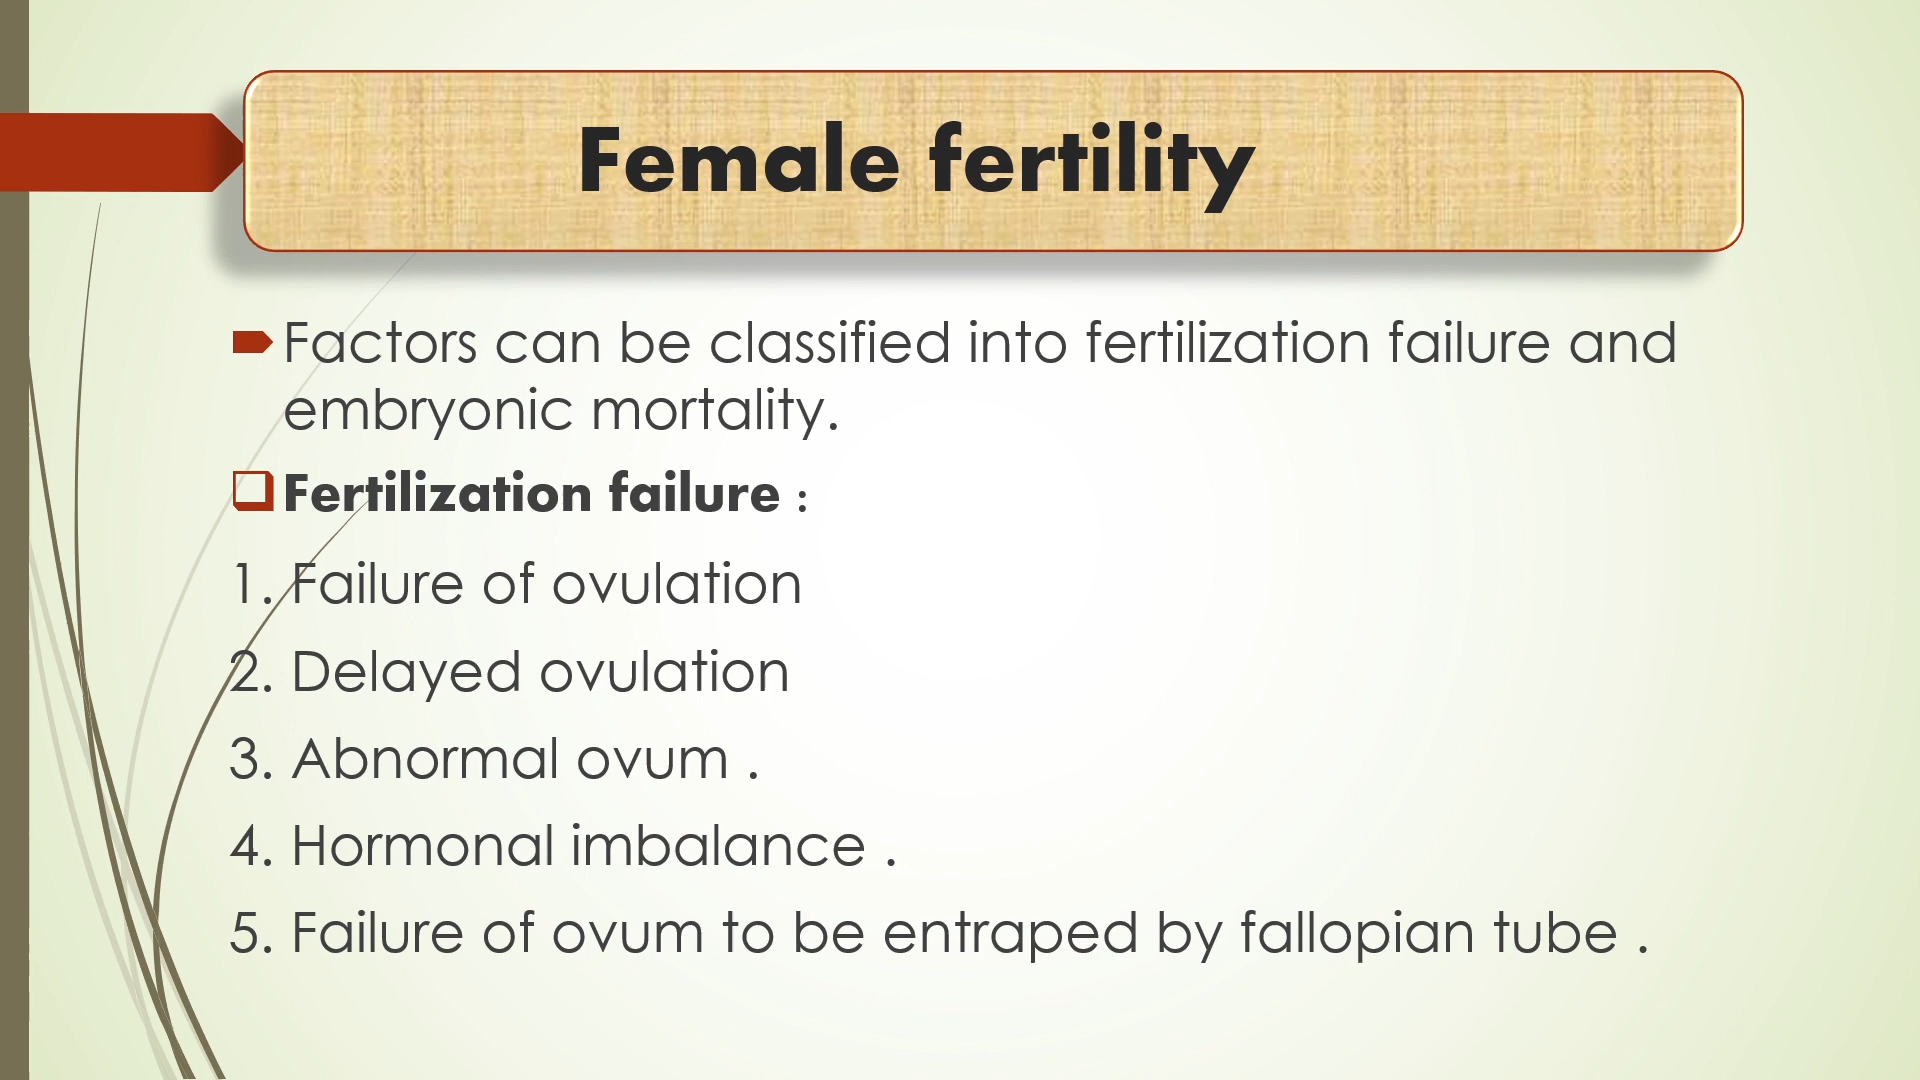 Female fertility
Factors can be classified into fertilization failure and
embryonic mortality.
Fertilization failure :
1. Failure of ovulation
2. Delayed ovulation
3. Abnormal ovum .
4. Hormonal imbalance .
5. Failure of ovum to be entraped by fallopian tube .